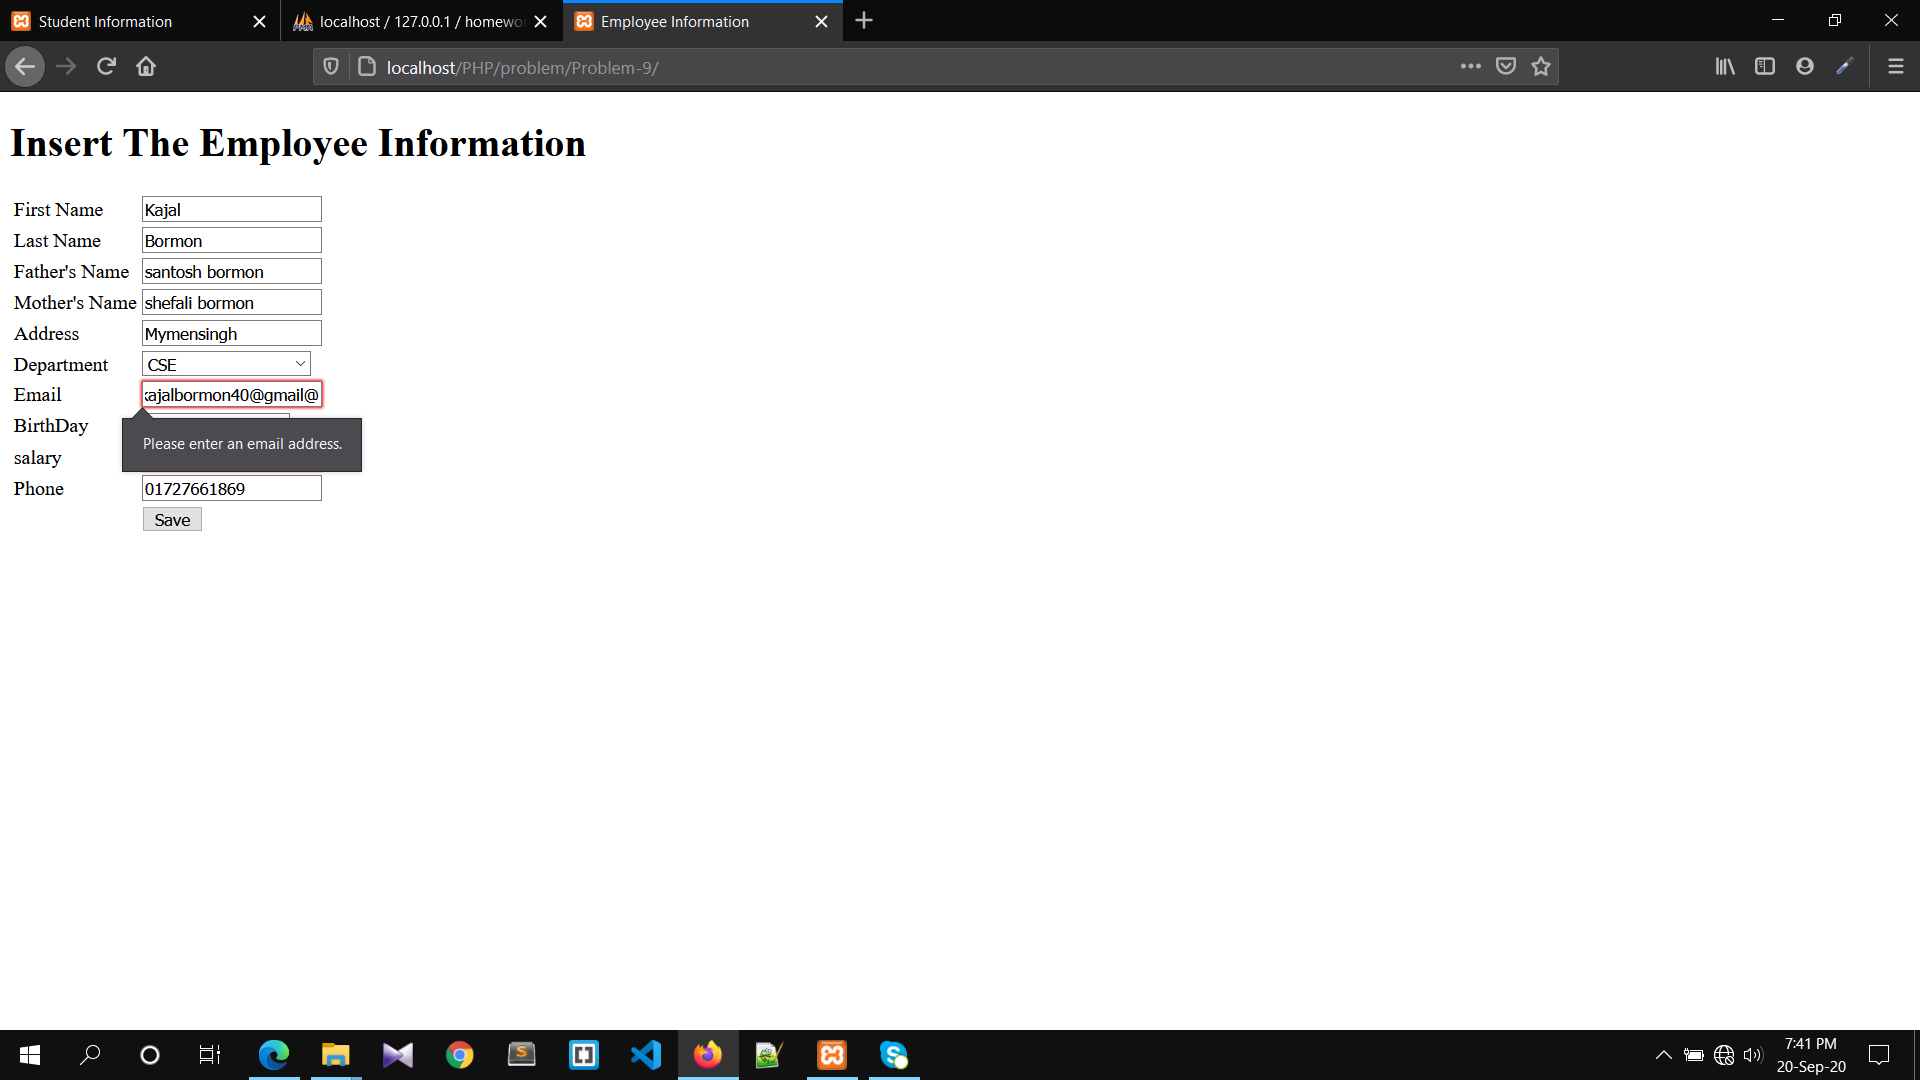 Student Information
localhost / 127.0.0.1 / homewo
Employee Information
localhost/PHP/problem/Problem-9/
Insert The Employee Information
First Name Kajal
Last Name Bormon
Father's Name santosh bormon
Mother's Name shefali bormon
Address Mymensingh
Department CSE
Email kajalbormon40@gmail@
BirthDay
Please enter an email address.
salary
Phone 01727661869
Save
7:41 PM
20-Sep-20